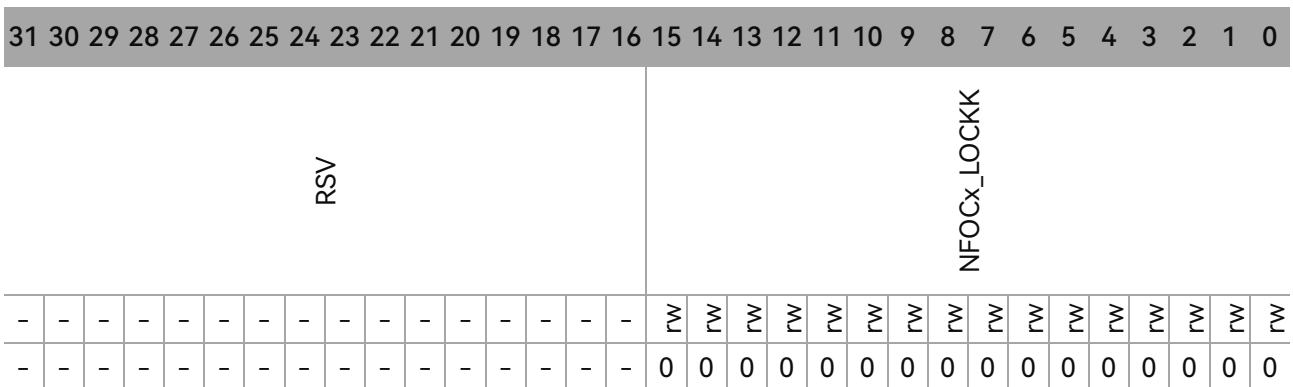 31 30 29 28 27 26 25 24 23 22 21 20 19 18 17 16 15 14 13 12 11 10 9 8 7 6 5 4 3 2 1 0
RSV NFOCx_LOCKK
– – – – – – – – – – – – – – – – rw rw rw rw rw rw rw rw rw rw rw rw rw rw rw rw
– – – – – – – – – – – – – – – – 0 0 0 0 0 0 0 0 0 0 0 0 0 0 0 0